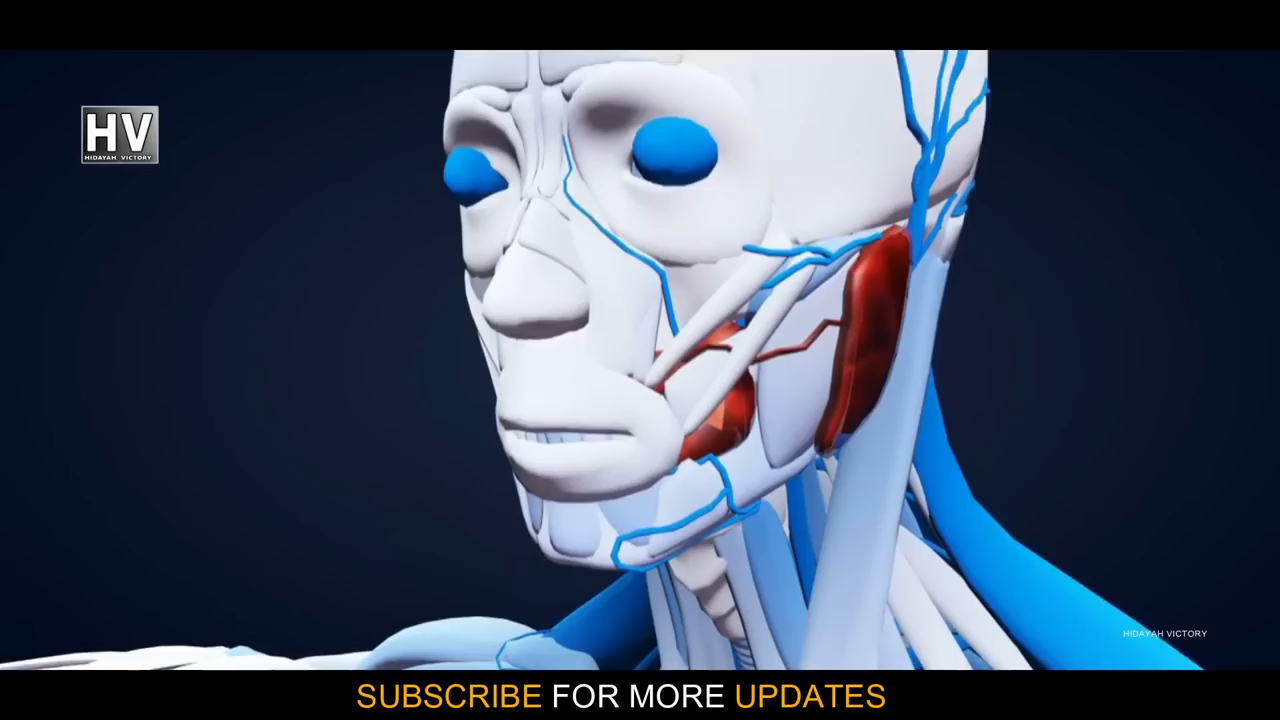 HV
HIDAYAH VICTORY
HIDAYAH VICTORY
SUBSCRIBE FOR MORE UPDATES